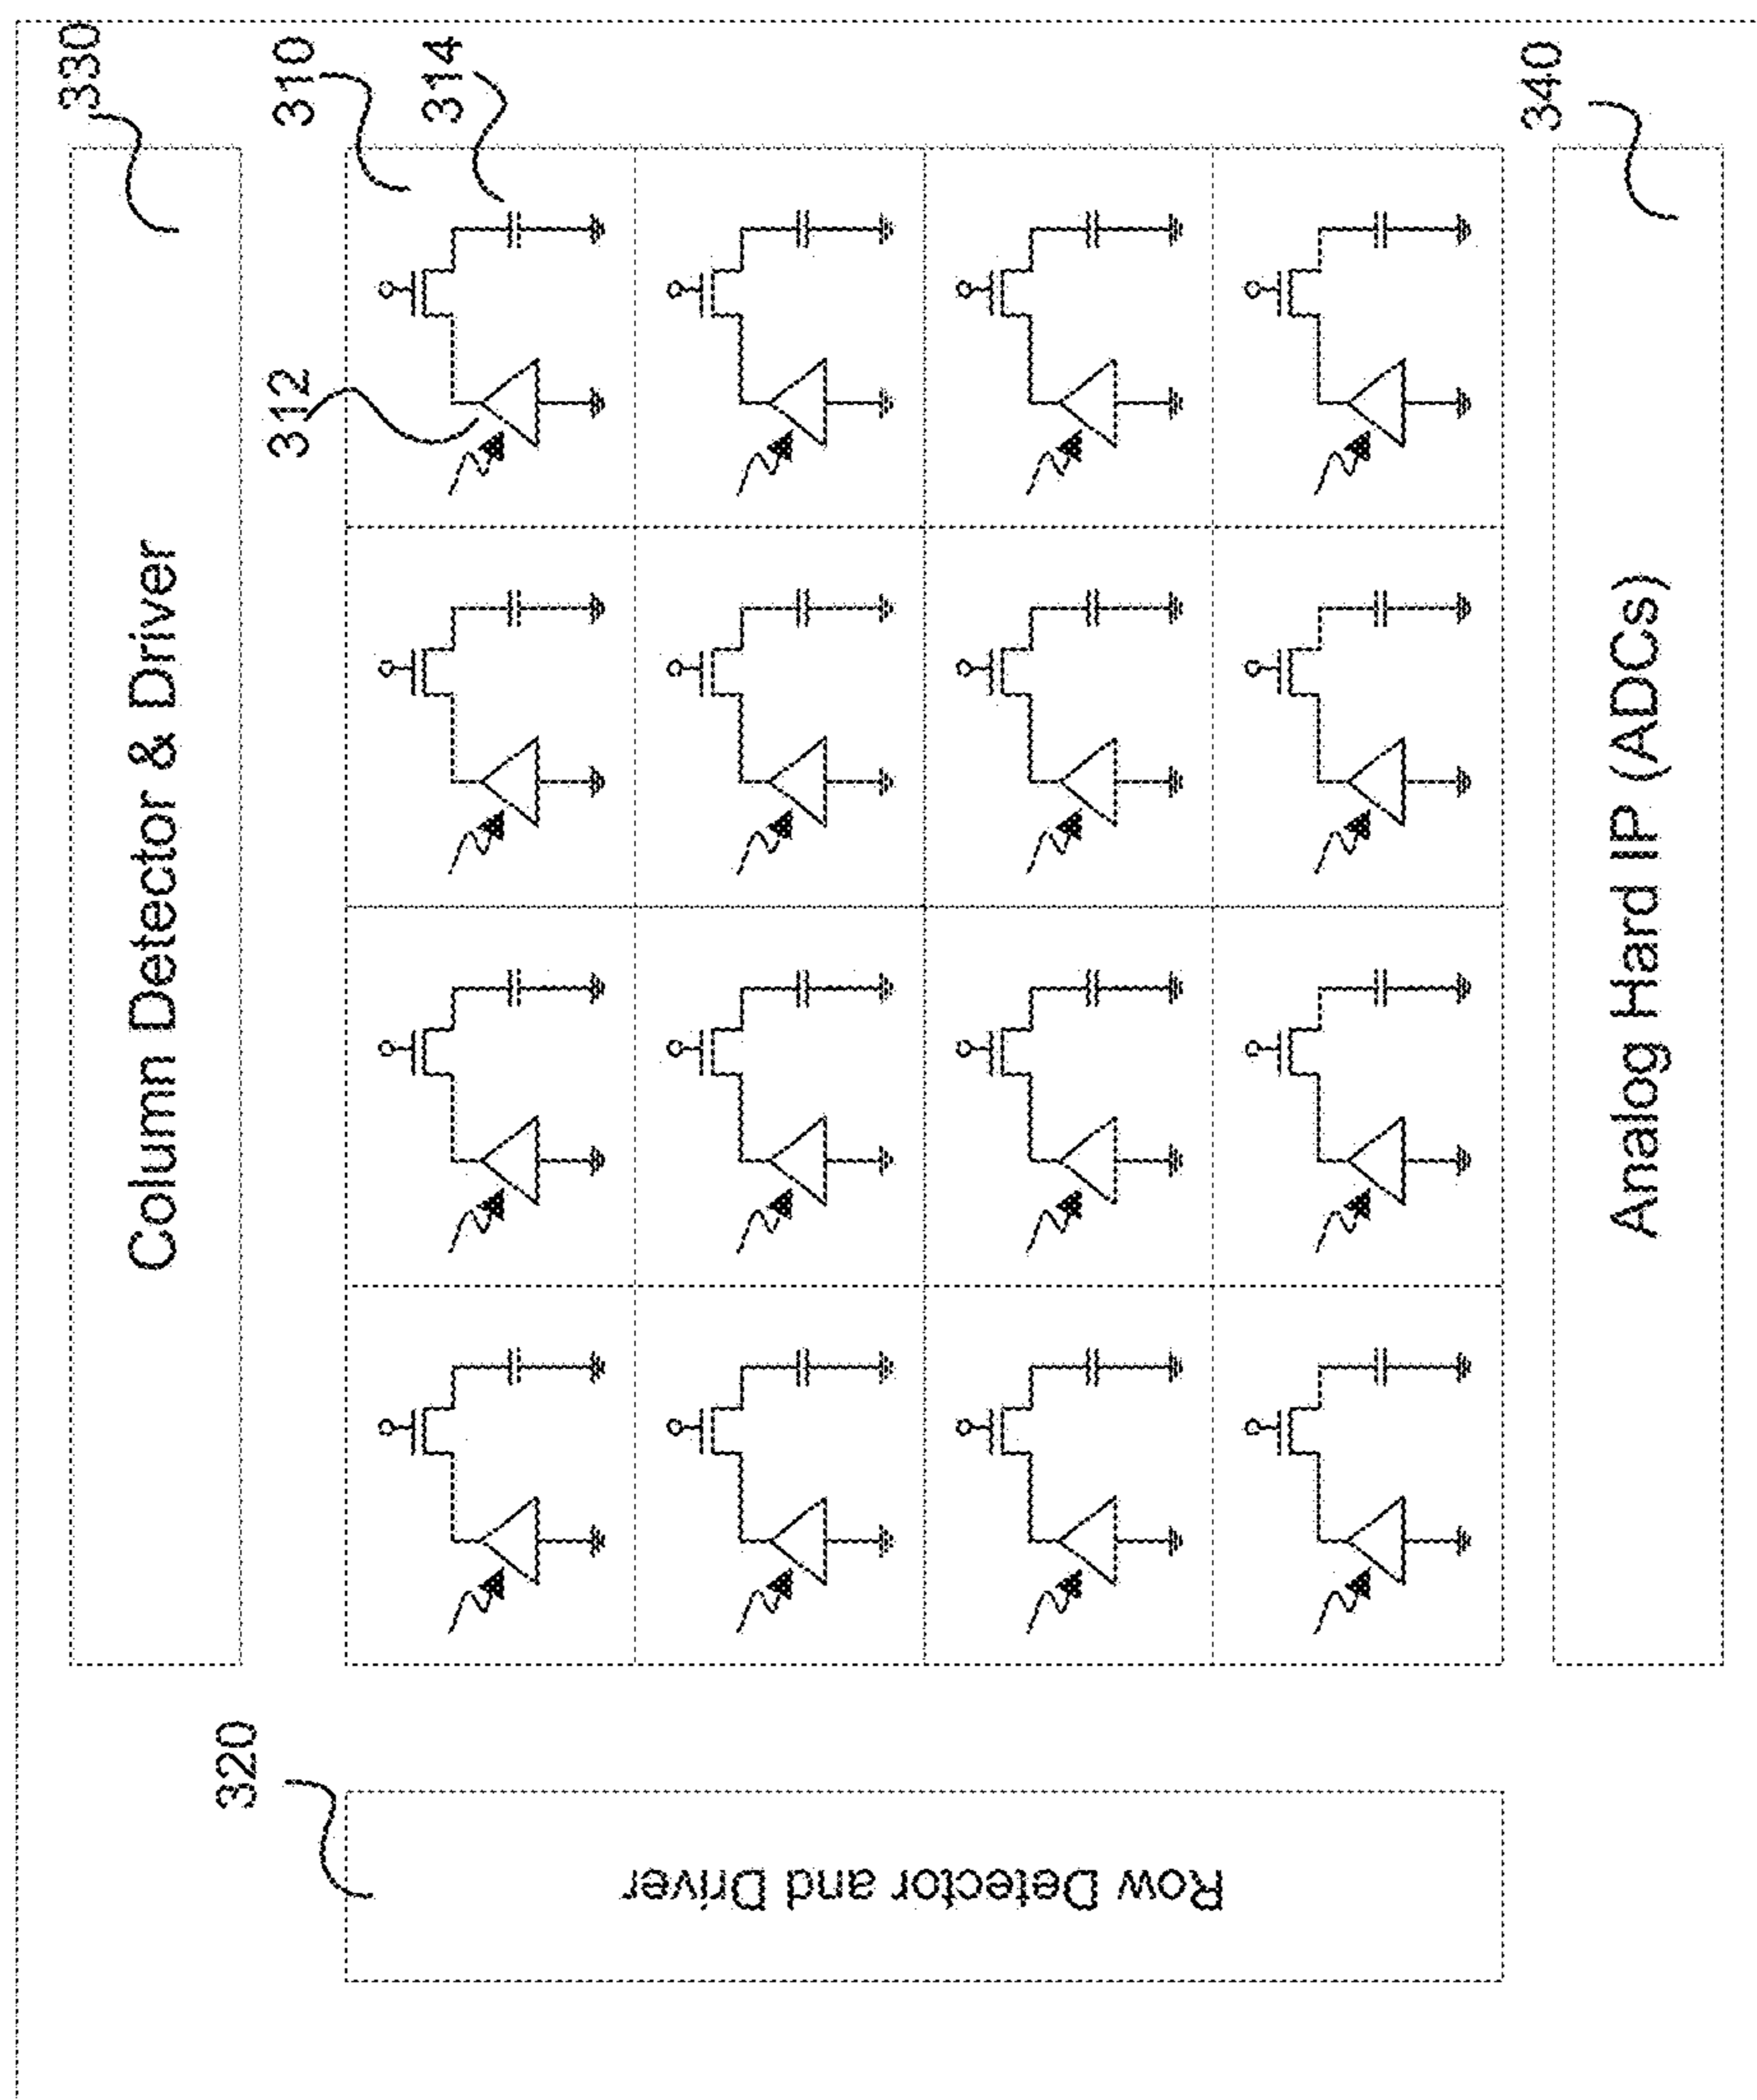 330
Column Detector & Driver
310
314
312
320
Row Detector and Driver
340
Analog Hard IP (ADCs)